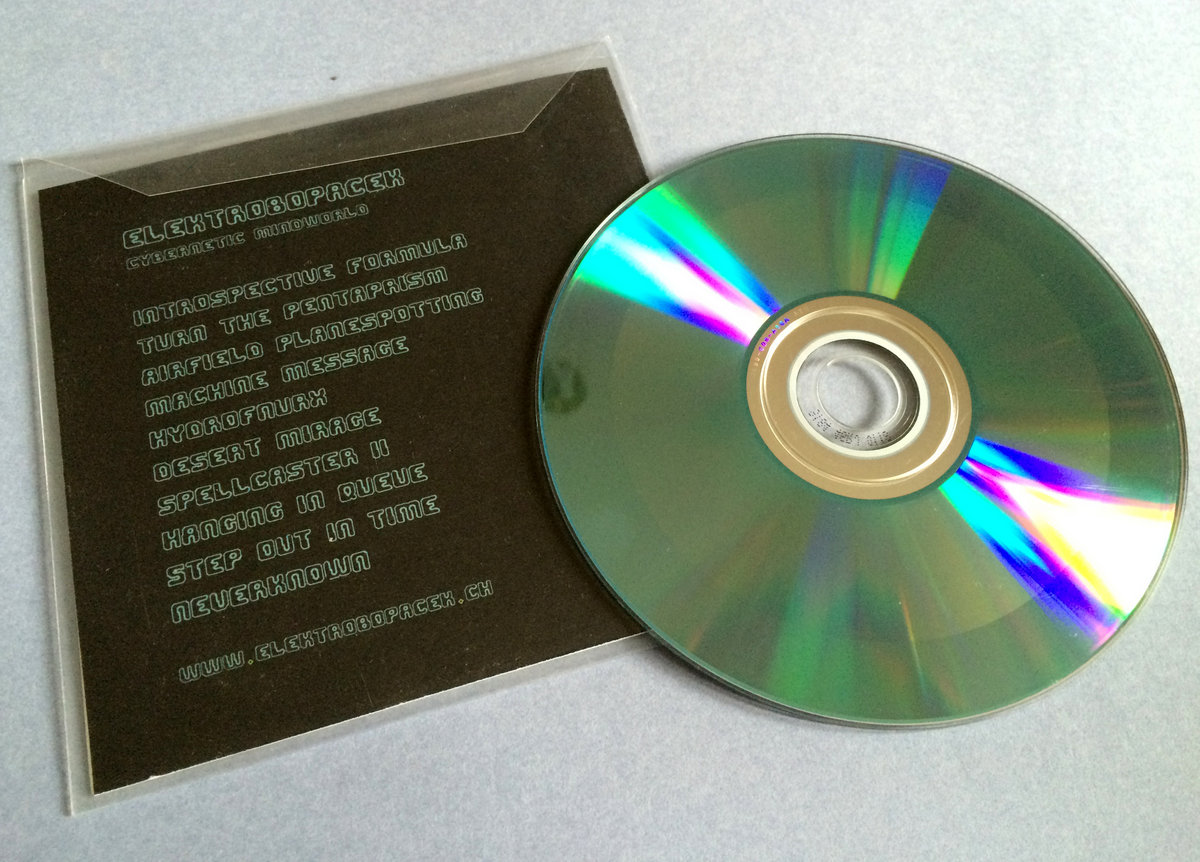 ELEKTROBOPACEK
CYBERNETIC MINDWORLD
INTROSPECTIVE FORMULA
TURN THE PENTAPRISM
AIRFIELD PLANESPOTTING
MACHINE MESSAGE
HYDROFNURX
DESERT MIRAGE
SPELLCASTER II
HANGING IN QUEUE
STEP OUT IN TIME
NEVERKNOWN
WWW.ELEKTROBOPACEK.CH